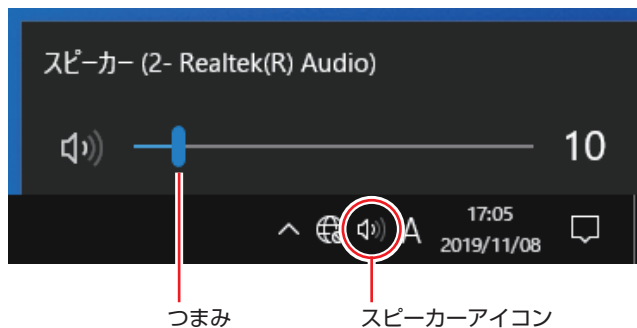 スピーカー (2- Realtek(R) Audio)
10
A
17:05
2019/11/08
つまみ
スピーカーアイコン